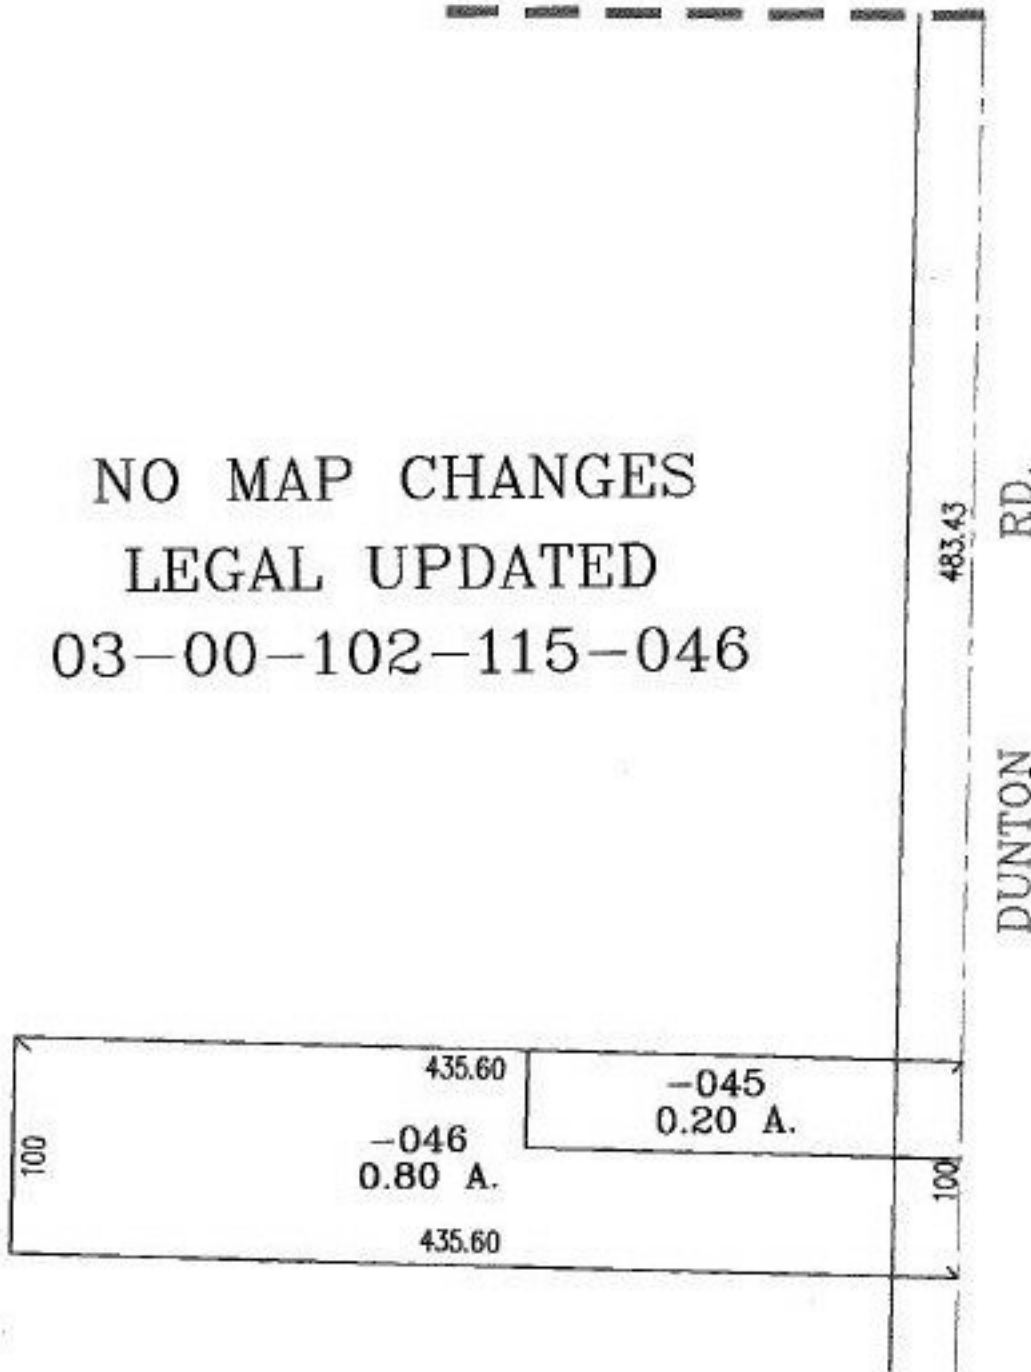 NO MAP CHANGES
LEGAL UPDATED
03-00-102-115-046
483.43
DUNTON RD.
435.60
-045
0.20 A.
-046
0.80 A.
100
100
435.60